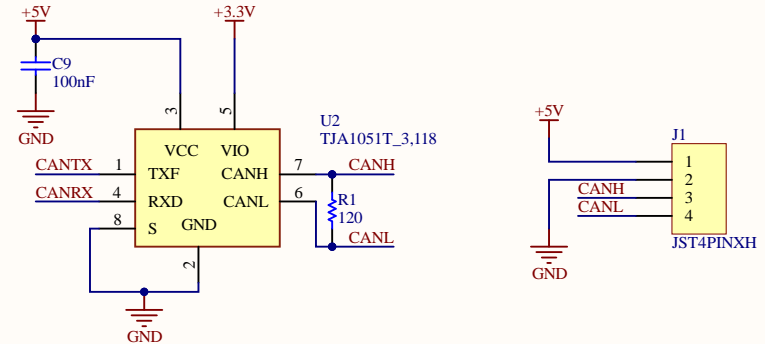 +5V
+3.3V
C9
100nF
GND
3
5
U2
TJA1051T_3,118
VCC
VIO
CANTX
1
TXF
CANH
7
CANH
CANRX
4
RXD
CANL
6
R1
120
8
S
GND
CANL
2
GND
+5V
J1
1
2
CANH
3
CANL
4
JST4PINXH
GND